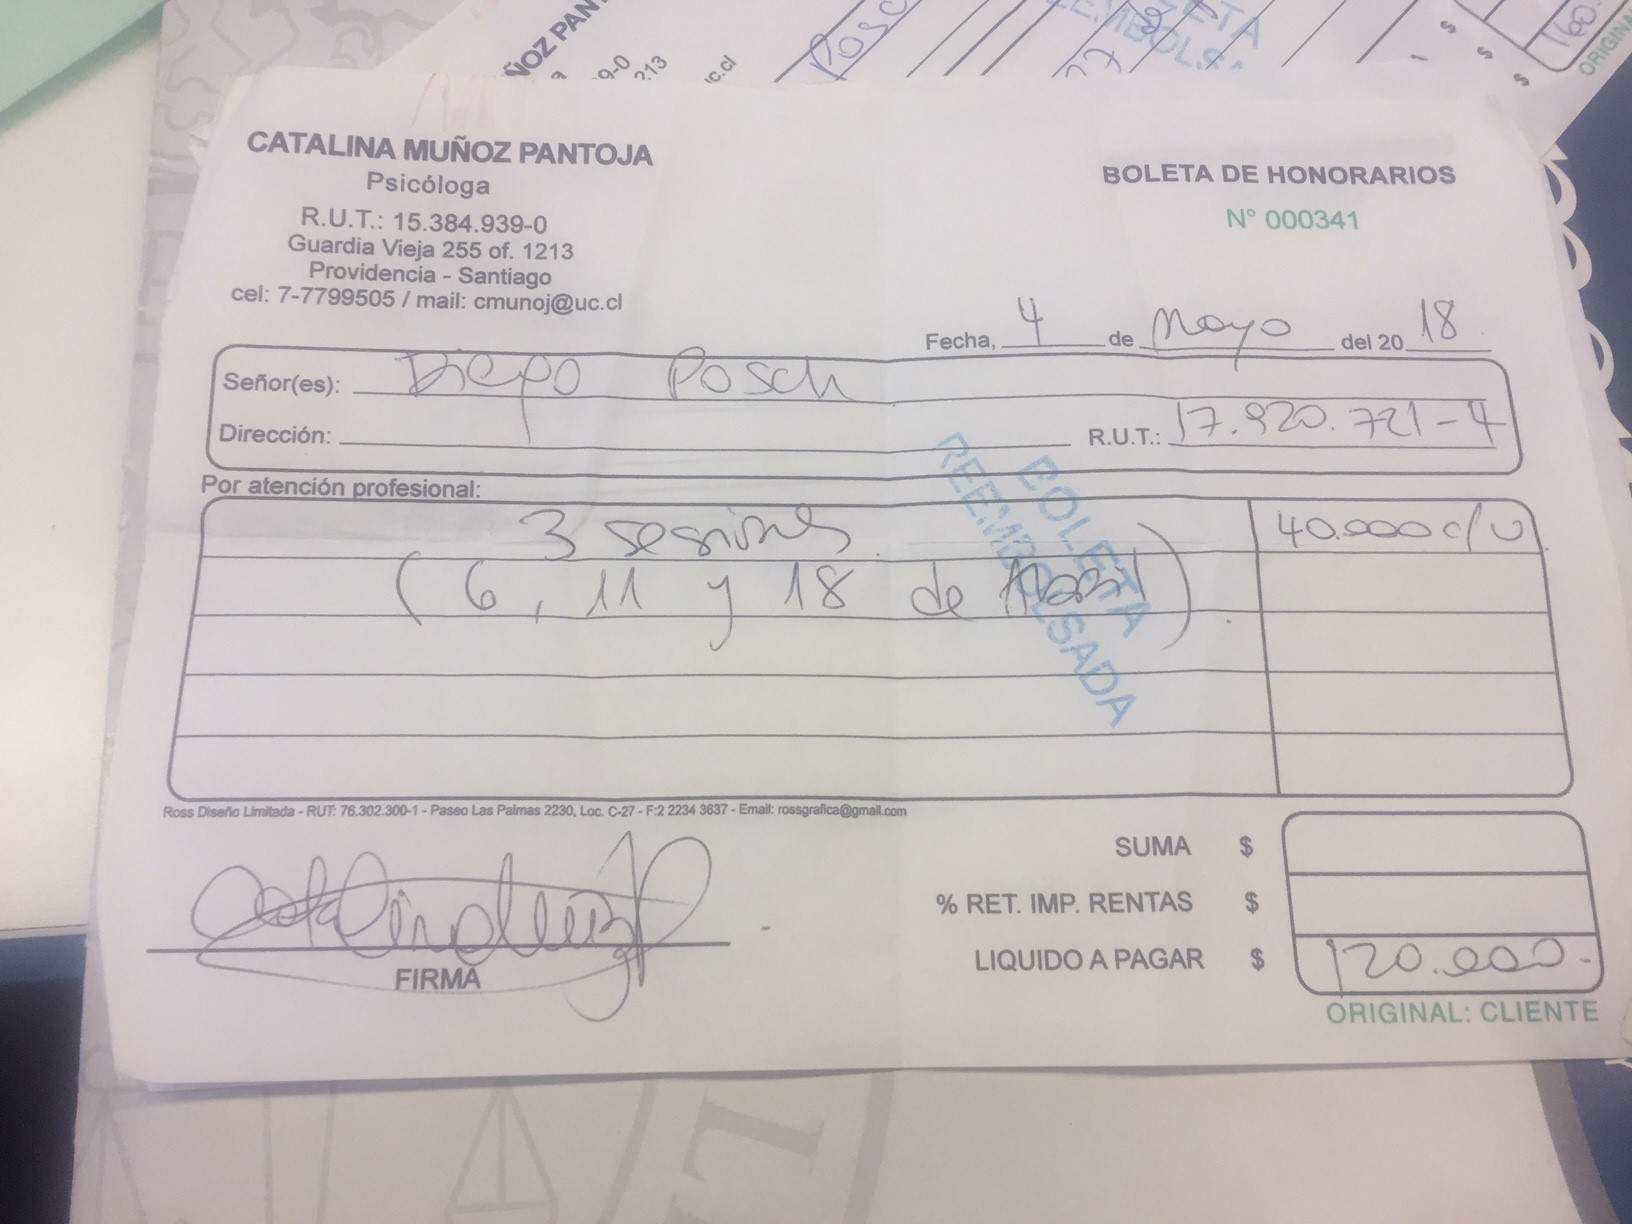 ÑOZ PANT
9-0
213
uc.cl
Posc
ORIGINAL
CATALINA MUÑOZ PANTOJA
Psicóloga
R.U.T.: 15.384.939-0
Guardia Vieja 255 of. 1213
Providencia - Santiago
cel: 7-7799505 / mail: cmunoj@uc.cl
BOLETA DE HONORARIOS
N° 000341
Fecha, 4 de Mayo del 20 18
Señor(es): Diego Posch
Dirección: R.U.T.: 17.920.721-4
Por atención profesional:
3 sesiones 40.000 c/u
(6, 11 y 18 de Abril)
BOLETA
REEMBOLSADA
Ross Diseño Limitada - RUT: 76.302.300-1 - Paseo Las Palmas 2230, Loc. C-27 - F:2 2234 3637 - Email: rossgrafica@gmail.com
SUMA $
% RET. IMP. RENTAS $
LIQUIDO A PAGAR $ 120.000.-
FIRMA
ORIGINAL: CLIENTE